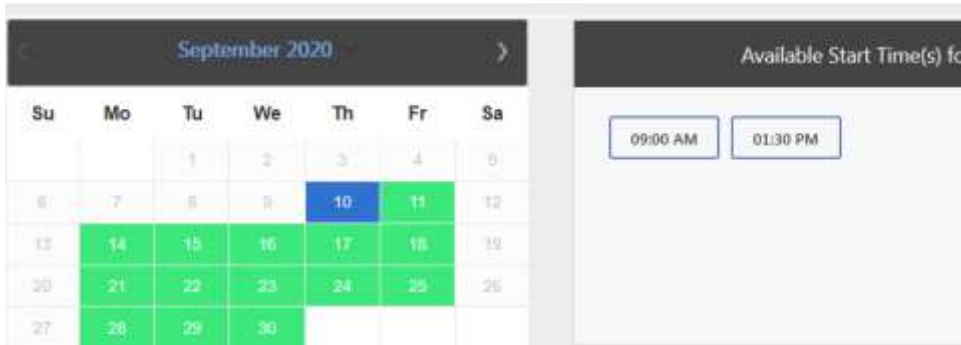 September 2020
Su Mo Tu We Th Fr Sa
1 2 3 4 5
6 7 8 9 10 11 12
13 14 15 16 17 18 19
20 21 22 23 24 25 26
27 28 29 30
Available Start Time(s) fo
09:00 AM 01:30 PM